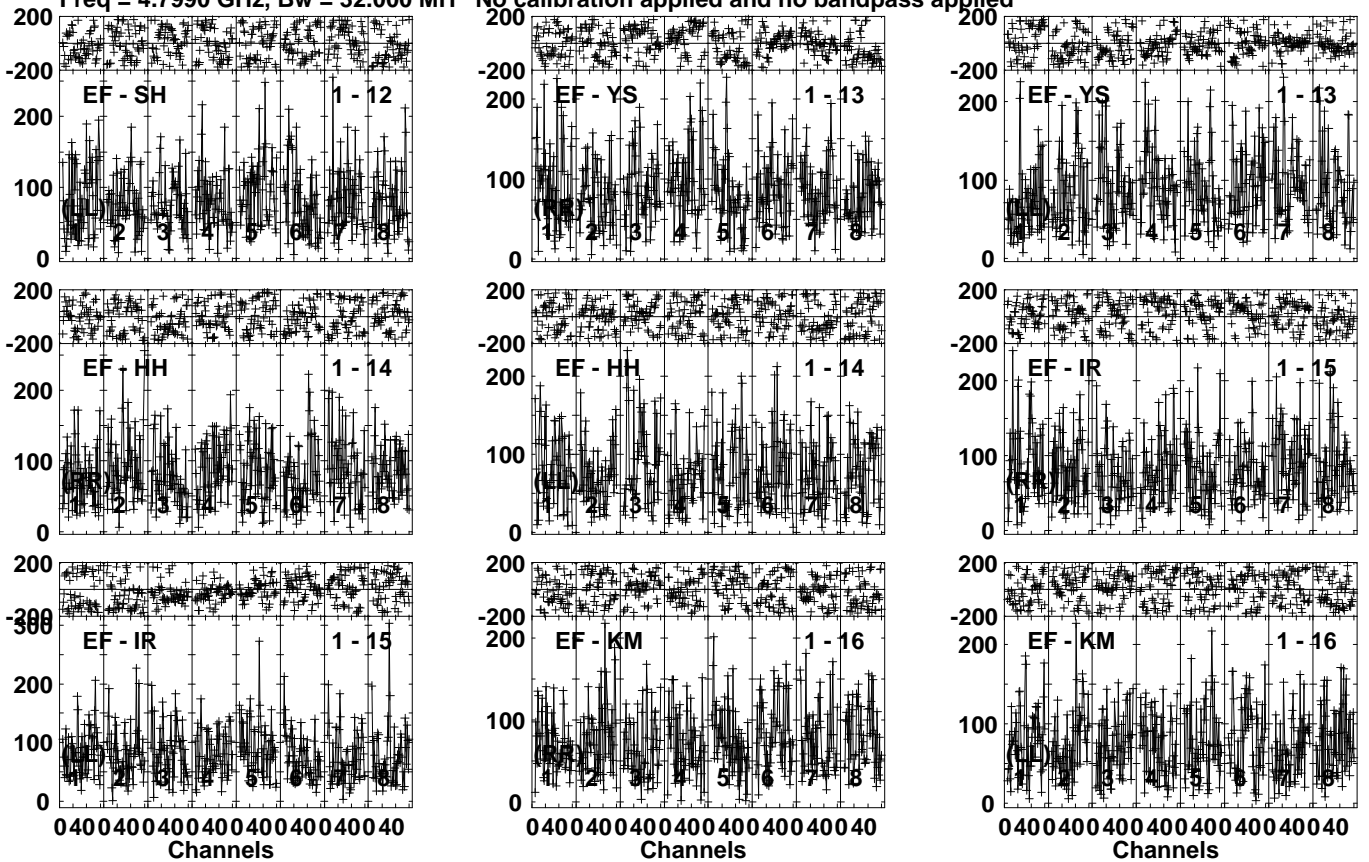 Freq = 4.7990 GHz, Bw = 32.000 MH No calibration applied and no bandpass applied
200 200 200
-200 -200 -200
EF - SH 1 - 12 EF - YS 1 - 13 EF - YS 1 - 13
200 200 200
100 100 100
(LL) (RR) (LL)
1 2 3 4 5 6 7 8 1 2 3 4 5 6 7 8 1 2 3 4 5 6 7 8
0 0 0
200 200 200
-200 -200 -200
EF - HH 1 - 14 EF - HH 1 - 14 EF - IR 1 - 15
200 200 200
100 100 100
(RR) (LL) (RR)
1 2 3 4 5 6 7 8 1 2 3 4 5 6 7 8 1 2 3 4 5 6 7 8
0 0 0
200 200 200
-200 -200 -200
300
EF - IR 1 - 15 EF - KM 1 - 16 EF - KM 1 - 16
200 200 200
100 100 100
(LL) (RR) (LL)
1 2 3 4 5 6 7 8 1 2 3 4 5 6 7 8 1 2 3 4 5 6 7 8
0 0 0
0 40 0 40 0 40 0 40 0 40 0 40 0 40 0 40 0 40 0 40 0 40 0 40 0 40 0 40 0 40 0 40 0 40 0 40 0 40 0 40 0 40 0 40 0 40 0 40
Channels Channels Channels